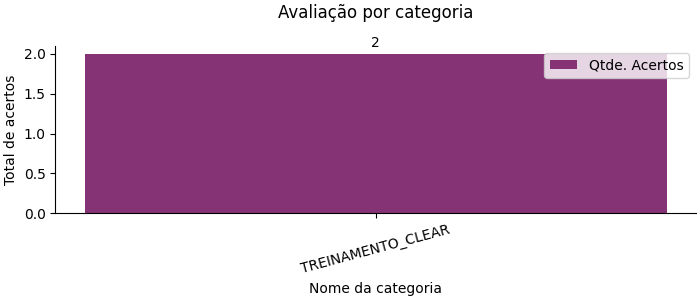 Avaliação por categoria
2
Qtde. Acertos
Total de acertos
2.0
1.5
1.0
0.5
0.0
TREINAMENTO_CLEAR
Nome da categoria